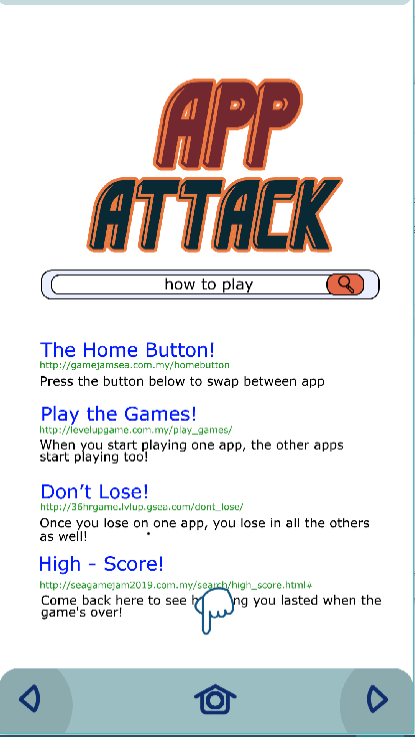 APP
ATTACK
how to play
The Home Button!
http://gamejamsea.com.my/homebutton
Press the button below to swap between app
Play the Games!
http://levelupgame.com.my/play_games/
When you start playing one app, the other apps
start playing too!
Don't Lose!
http://36hrgame.lvlup.gsea.com/dont_lose/
Once you lose on one app, you lose in all the others
as well!
High - Score!
http://seagamejam2019.com.my/search/high_score.html#
Come back here to see you lasted when the
game's over!